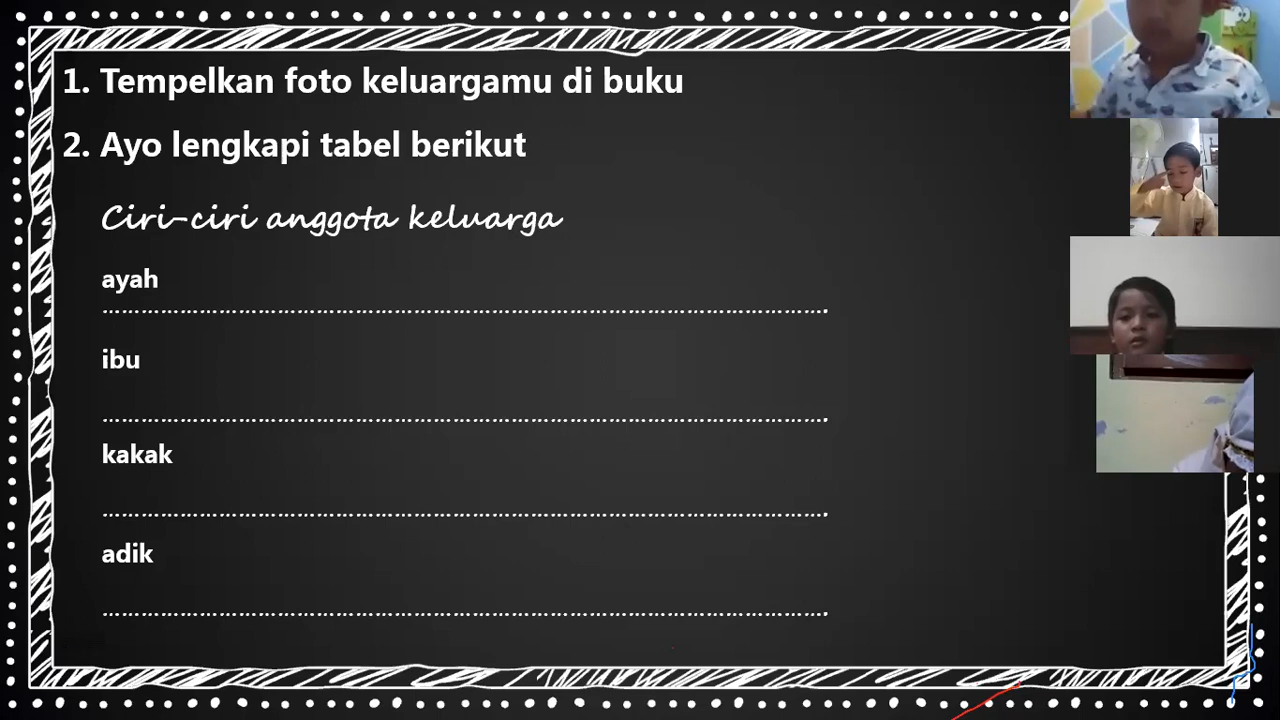 1. Tempelkan foto keluargamu di buku
2. Ayo lengkapi tabel berikut
Ciri-ciri anggota keluarga
ayah
……………………………………………………………………………….
ibu
……………………………………………………………………………….
kakak
……………………………………………………………………………….
adik
……………………………………………………………………………….